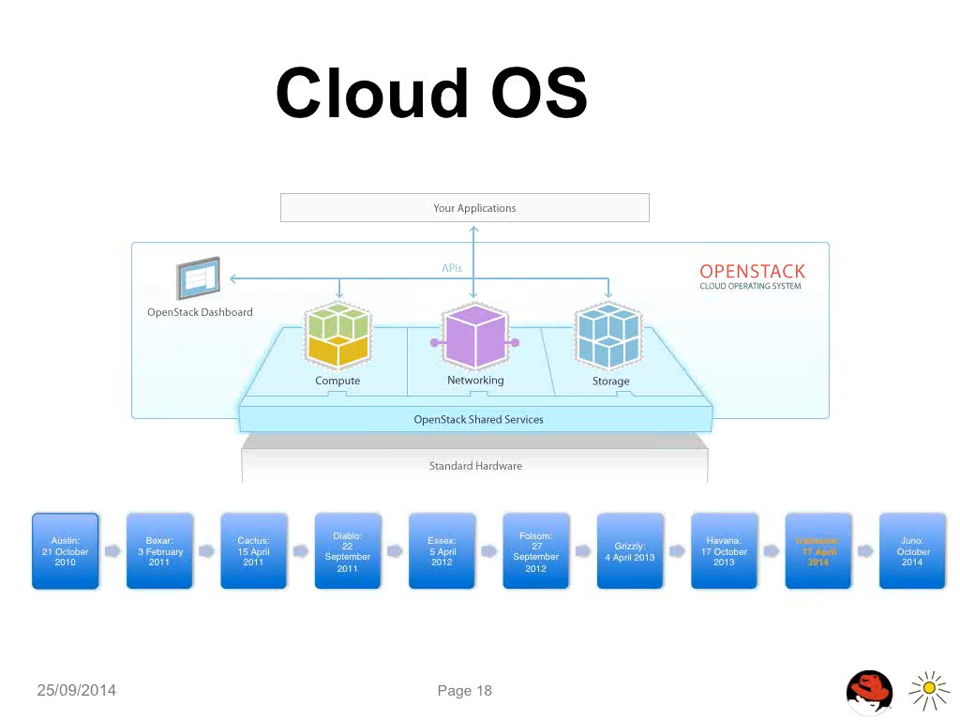 Cloud OS
Your Applications
APIs
OPENSTACK
CLOUD OPERATING SYSTEM
OpenStack Dashboard
Compute
Networking
Storage
OpenStack Shared Services
Standard Hardware
Austin:
21 October
2010
Bexar:
3 February
2011
Cactus:
15 April
2011
Diablo:
22
September
2011
Essex:
5 April
2012
Folsom:
27
September
2012
Grizzly:
4 April 2013
Havana:
17 October
2013
17 April
2014
Juno:
October
2014
25/09/2014
Page 18